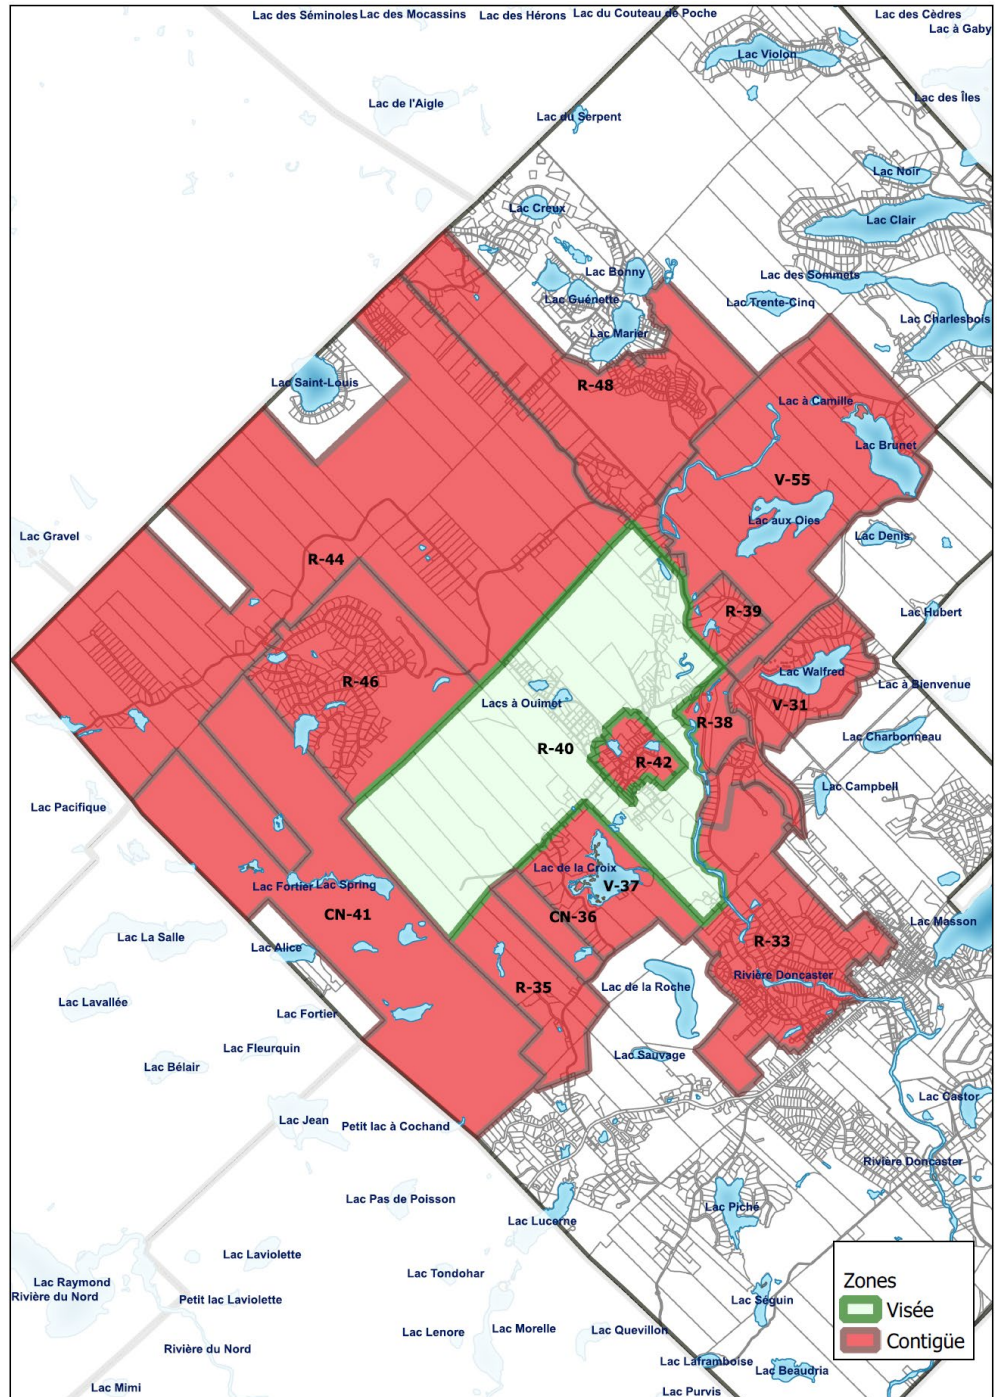 Lac des Séminoles
Lac des Mocassins
Lac des Hérons
Lac du Couteau de Poche
Lac des Cèdres
Lac à Gaby
Lac Violon
Lac de l'Aigle
Lac des Îles
Lac du Serpent
Lac Noir
Lac Creux
Lac Clair
Lac Bonny
Lac des Sommets
Lac Guénette
Lac Trente-Cinq
Lac Charlesbois
Lac Marier
Lac Saint-Louis
R-48
Lac à Camille
Lac Brunet
V-55
Lac aux Oies
Lac Gravel
Lac Denis
R-44
R-39
Lac Hubert
Lac Walfred
R-46
Lac à Bienvenue
Lacs à Ouimet
V-31
R-38
R-40
Lac Charbonneau
R-42
Lac Campbell
Lac Pacifique
Lac de la Croix
Lac Fortier
Lac Spring
V-37
CN-41
CN-36
Lac La Salle
Lac Alice
R-33
Lac Masson
Rivière Doncaster
R-35
Lac de la Roche
Lac Lavallée
Lac Fortier
Lac Fleurquin
Lac Sauvage
Lac Bélair
Lac Castor
Lac Jean
Petit lac à Cochand
Rivière Doncaster
Lac Pas de Poisson
Lac Piché
Lac Lucerne
Lac Laviolette
Lac Tondohar
Lac Raymond
Rivière du Nord
Petit lac Laviolette
Lac Séguin
Lac Lenore
Lac Morelle
Lac Quevillon
Rivière du Nord
Lac Laframboise
Lac Beaudria
Lac Mimi
Lac Purvis
Zones
Visée
Contigüe